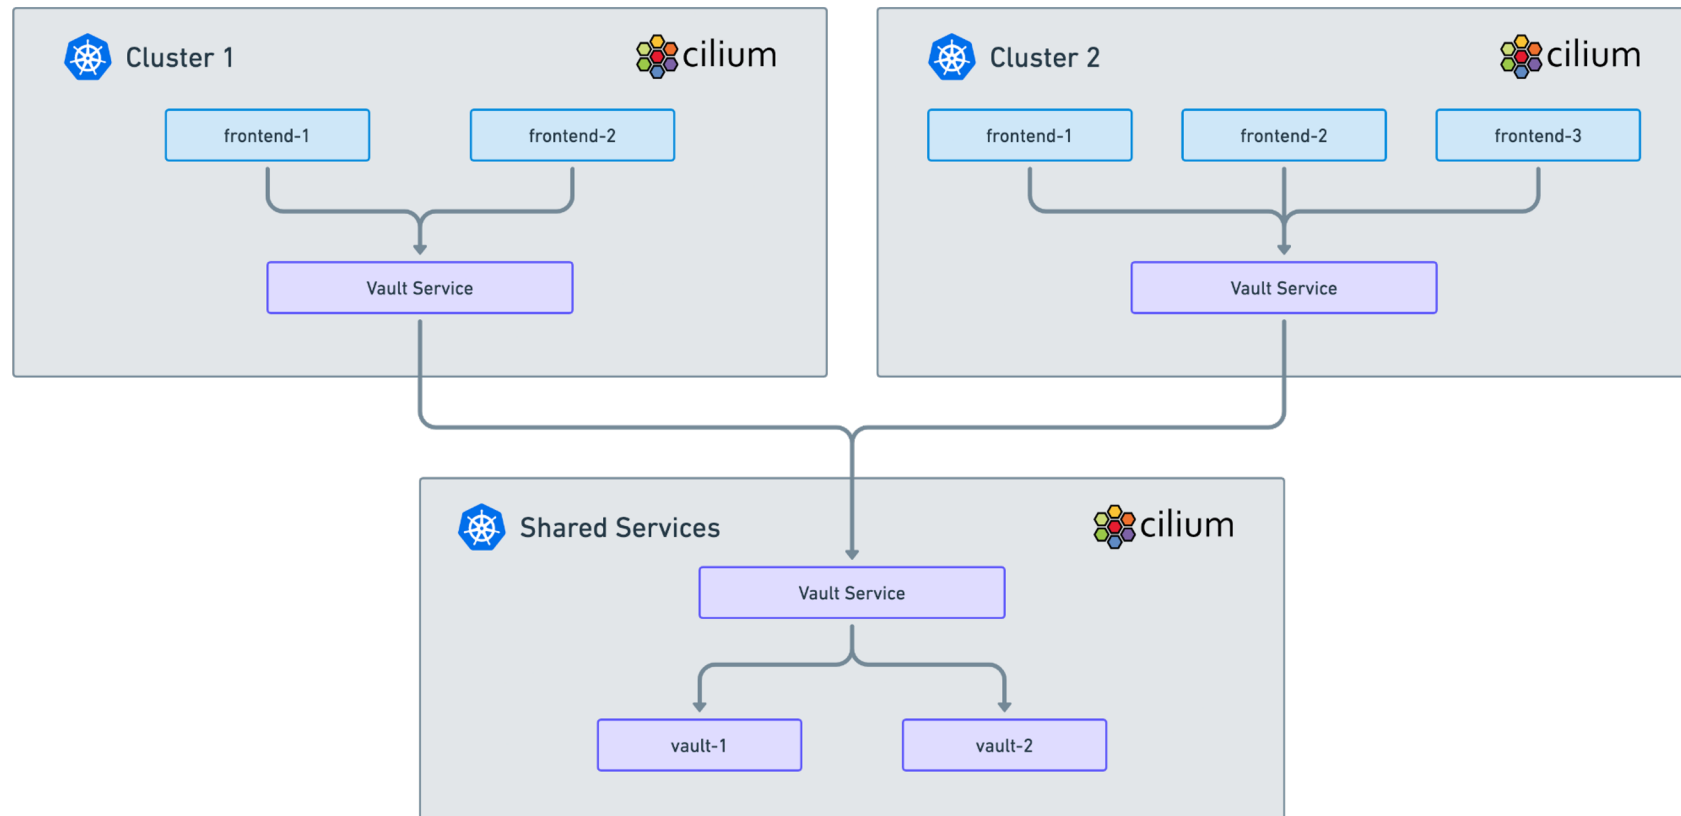 Cluster 1
cilium
frontend-1
frontend-2
Vault Service
Cluster 2
cilium
frontend-1
frontend-2
frontend-3
Vault Service
Shared Services
cilium
Vault Service
vault-1
vault-2